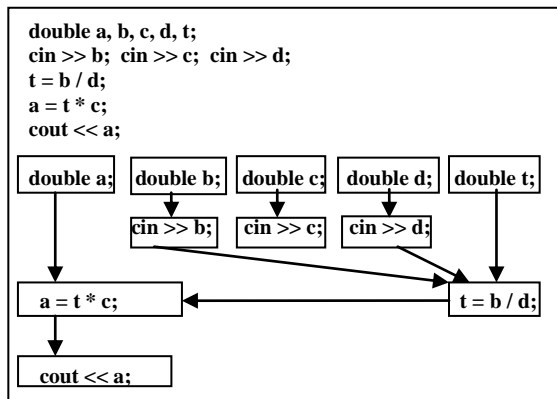 double a, b, c, d, t;
cin >> b; cin >> c; cin >> d;
t = b / d;
a = t * c;
cout << a;
double a; double b; double c; double d; double t;
cin >> b; cin >> c; cin >> d;
a = t * c; t = b / d;
cout << a;